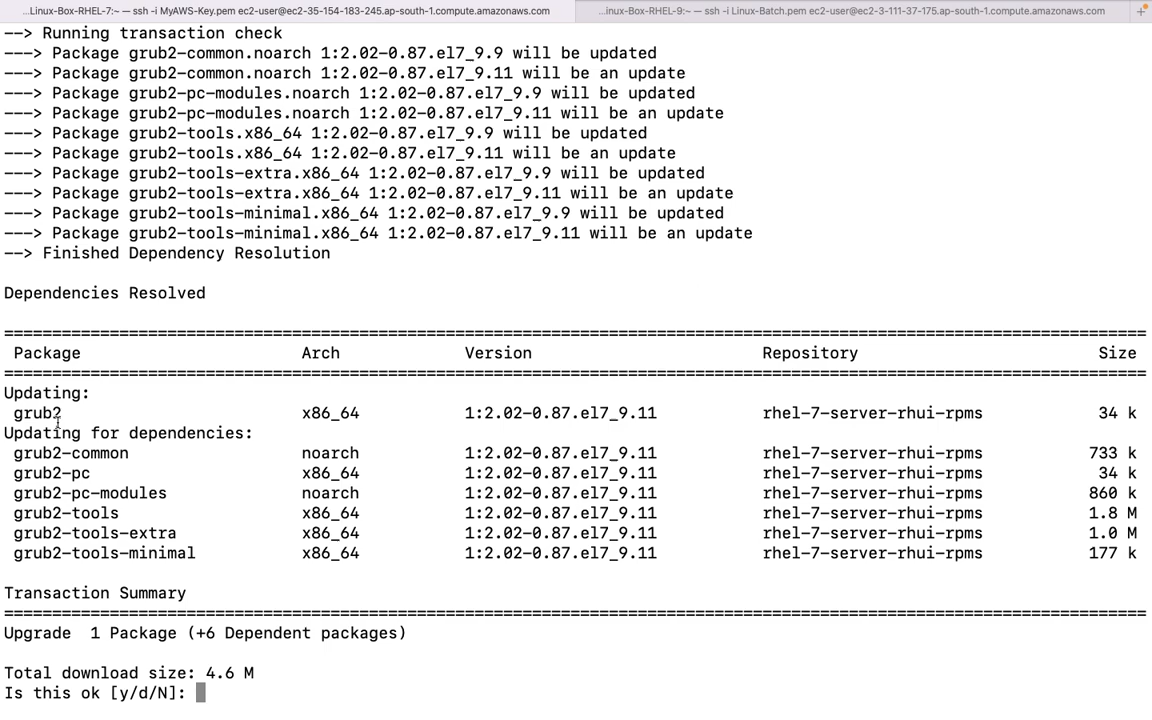 ...Linux-Box-RHEL-7:~ — ssh -i MyAWS-Key.pem ec2-user@ec2-35-154-183-245.ap-south-1.compute.amazonaws.com
...inux-Box-RHEL-9:~ — ssh -i Linux-Batch.pem ec2-user@ec2-3-111-37-175.ap-south-1.compute.amazonaws.com
+
--> Running transaction check
---> Package grub2-common.noarch 1:2.02-0.87.el7_9.9 will be updated
---> Package grub2-common.noarch 1:2.02-0.87.el7_9.11 will be an update
---> Package grub2-pc-modules.noarch 1:2.02-0.87.el7_9.9 will be updated
---> Package grub2-pc-modules.noarch 1:2.02-0.87.el7_9.11 will be an update
---> Package grub2-tools.x86_64 1:2.02-0.87.el7_9.9 will be updated
---> Package grub2-tools.x86_64 1:2.02-0.87.el7_9.11 will be an update
---> Package grub2-tools-extra.x86_64 1:2.02-0.87.el7_9.9 will be updated
---> Package grub2-tools-extra.x86_64 1:2.02-0.87.el7_9.11 will be an update
---> Package grub2-tools-minimal.x86_64 1:2.02-0.87.el7_9.9 will be updated
---> Package grub2-tools-minimal.x86_64 1:2.02-0.87.el7_9.11 will be an update
--> Finished Dependency Resolution
Dependencies Resolved
================================================================================
Package Arch Version Repository Size
================================================================================
Updating:
grub2 x86_64 1:2.02-0.87.el7_9.11 rhel-7-server-rhui-rpms 34 k
Updating for dependencies:
grub2-common noarch 1:2.02-0.87.el7_9.11 rhel-7-server-rhui-rpms 733 k
grub2-pc x86_64 1:2.02-0.87.el7_9.11 rhel-7-server-rhui-rpms 34 k
grub2-pc-modules noarch 1:2.02-0.87.el7_9.11 rhel-7-server-rhui-rpms 860 k
grub2-tools x86_64 1:2.02-0.87.el7_9.11 rhel-7-server-rhui-rpms 1.8 M
grub2-tools-extra x86_64 1:2.02-0.87.el7_9.11 rhel-7-server-rhui-rpms 1.0 M
grub2-tools-minimal x86_64 1:2.02-0.87.el7_9.11 rhel-7-server-rhui-rpms 177 k
Transaction Summary
================================================================================
Upgrade  1 Package (+6 Dependent packages)
Total download size: 4.6 M
Is this ok [y/d/N]: